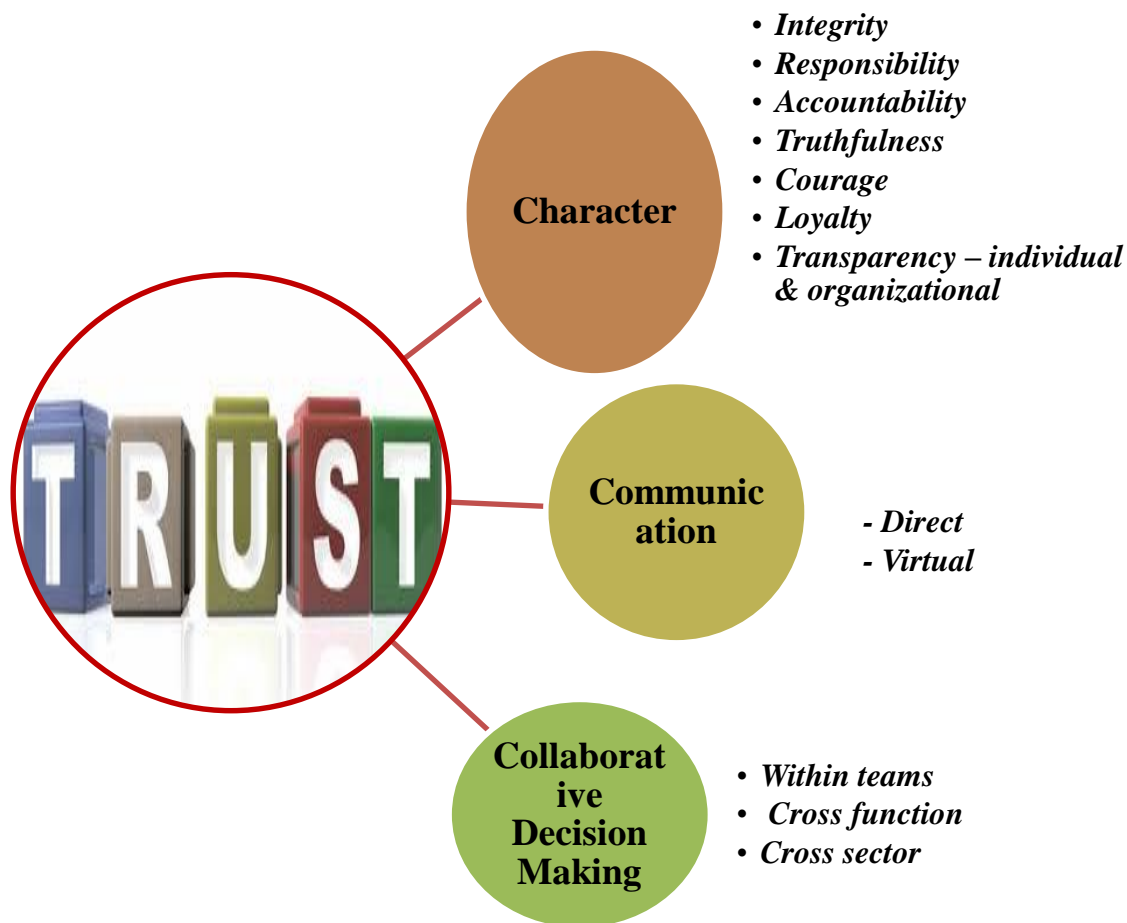 TRUST
Character
• Integrity
• Responsibility
• Accountability
• Truthfulness
• Courage
• Loyalty
• Transparency – individual
& organizational
Communic
ation
- Direct
- Virtual
Collaborat
ive
Decision
Making
• Within teams
• Cross function
• Cross sector